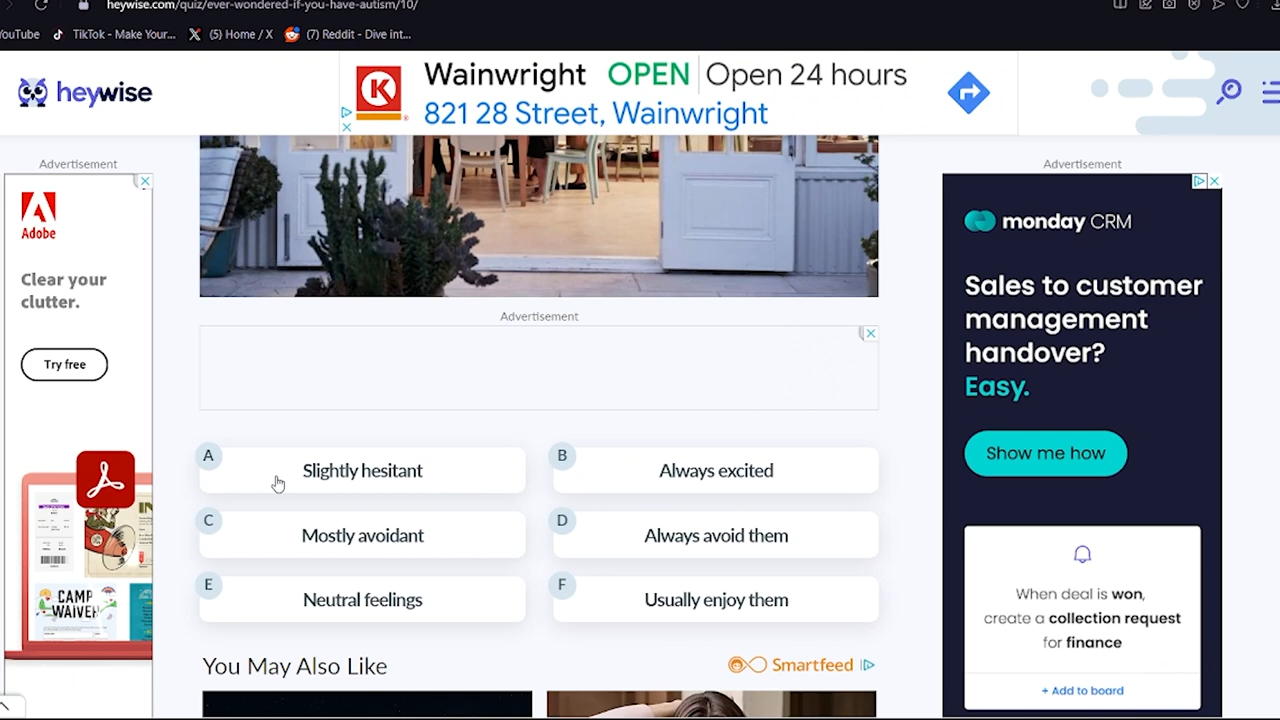 heywise.com/quiz/ever-wondered-if-you-have-autism/10/
YouTube
TikTok - Make Your...
(5) Home / X
(7) Reddit - Dive int...
heywise
Wainwright OPEN Open 24 hours
821 28 Street, Wainwright
Advertisement
Adobe
Clear your
clutter.
Try free
CAMP
WAIVER
Advertisement
A Slightly hesitant
B Always excited
C Mostly avoidant
D Always avoid them
E Neutral feelings
F Usually enjoy them
You May Also Like
Smartfeed
Advertisement
monday CRM
Sales to customer
management
handover?
Easy.
Show me how
When deal is won,
create a collection request
for finance
+ Add to board